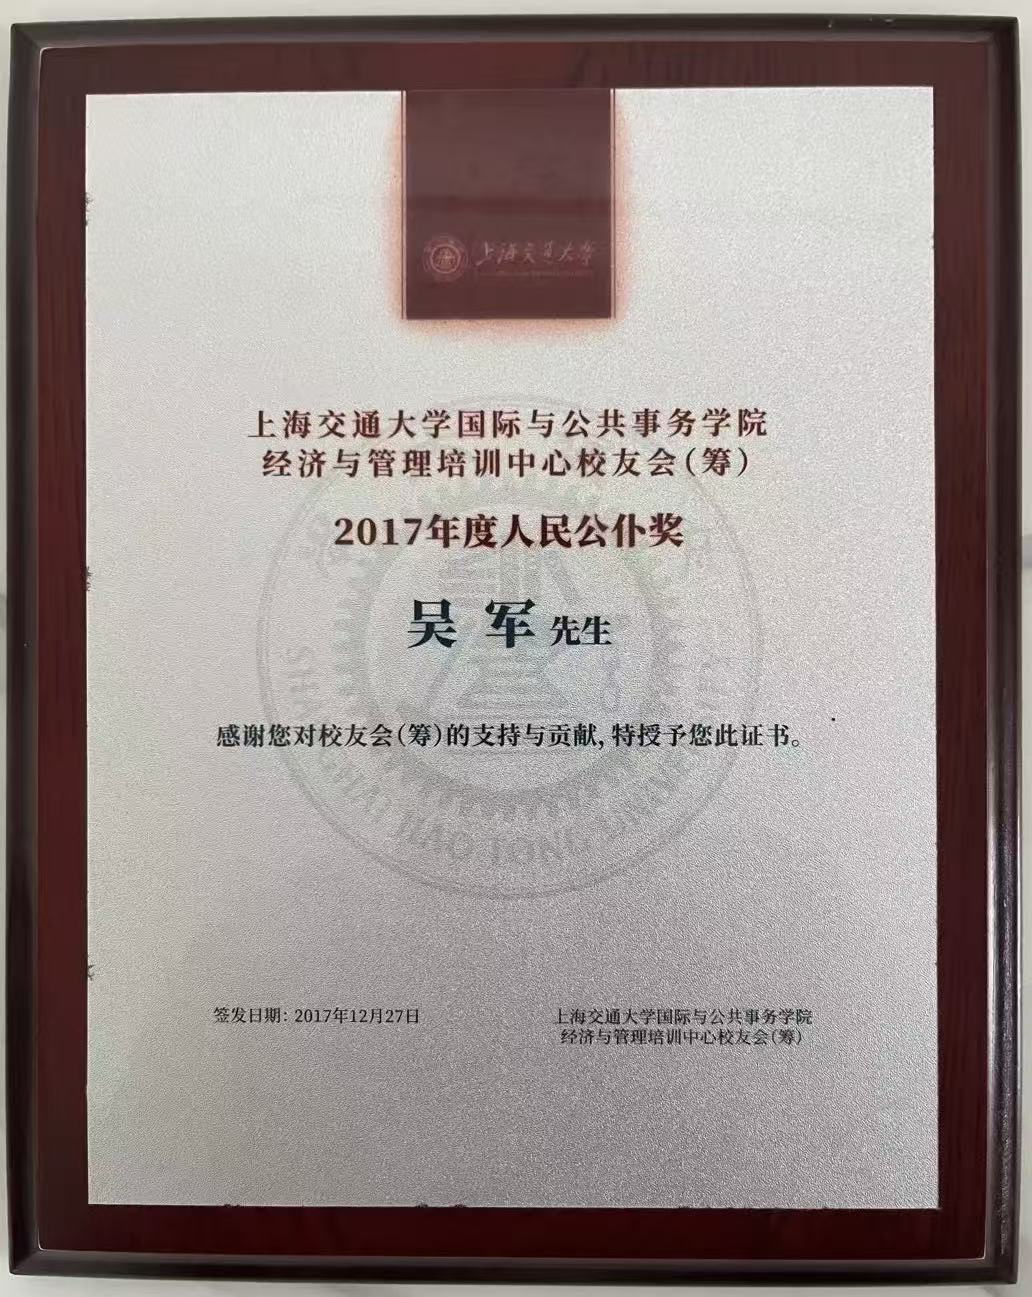 上海交通大学
上海交通大学国际与公共事务学院
经济与管理培训中心校友会(筹)
2017年度人民公仆奖
吴 军 先生
感谢您对校友会(筹)的支持与贡献,特授予您此证书。
SHANGHAI JIAO TONG UNIVERSITY
签发日期: 2017年12月27日
上海交通大学国际与公共事务学院
经济与管理培训中心校友会(筹)